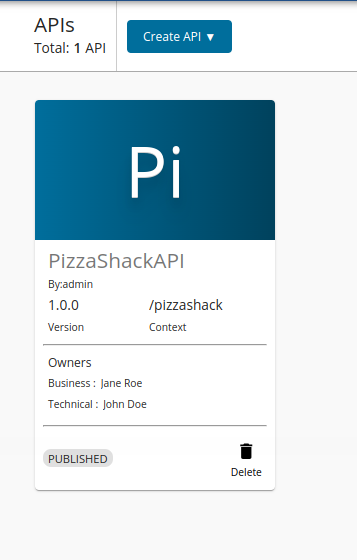 APIs
Total: 1 API
Create API ▼
Pi
PizzaShackAPI
By:admin
1.0.0 /pizzashack
Version Context
Owners
Business : Jane Roe
Technical : John Doe
PUBLISHED
Delete